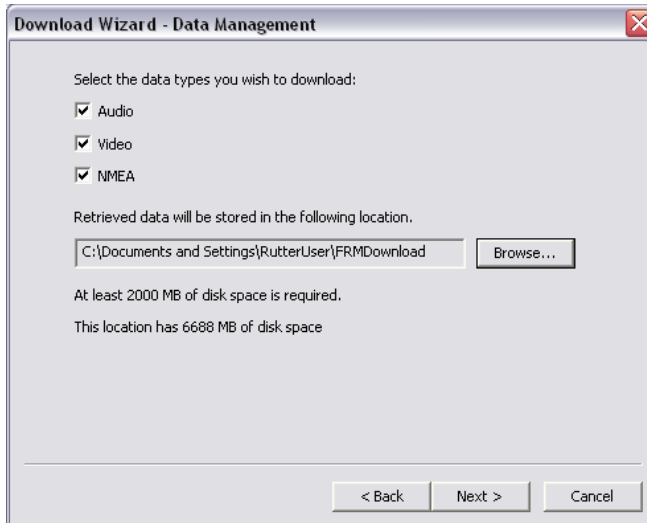 Download Wizard - Data Management
Select the data types you wish to download:
Audio
Video
NMEA
Retrieved data will be stored in the following location.
C:\Documents and Settings\RutterUser\FRMDownload
Browse...
At least 2000 MB of disk space is required.
This location has 6688 MB of disk space
< Back Next > Cancel